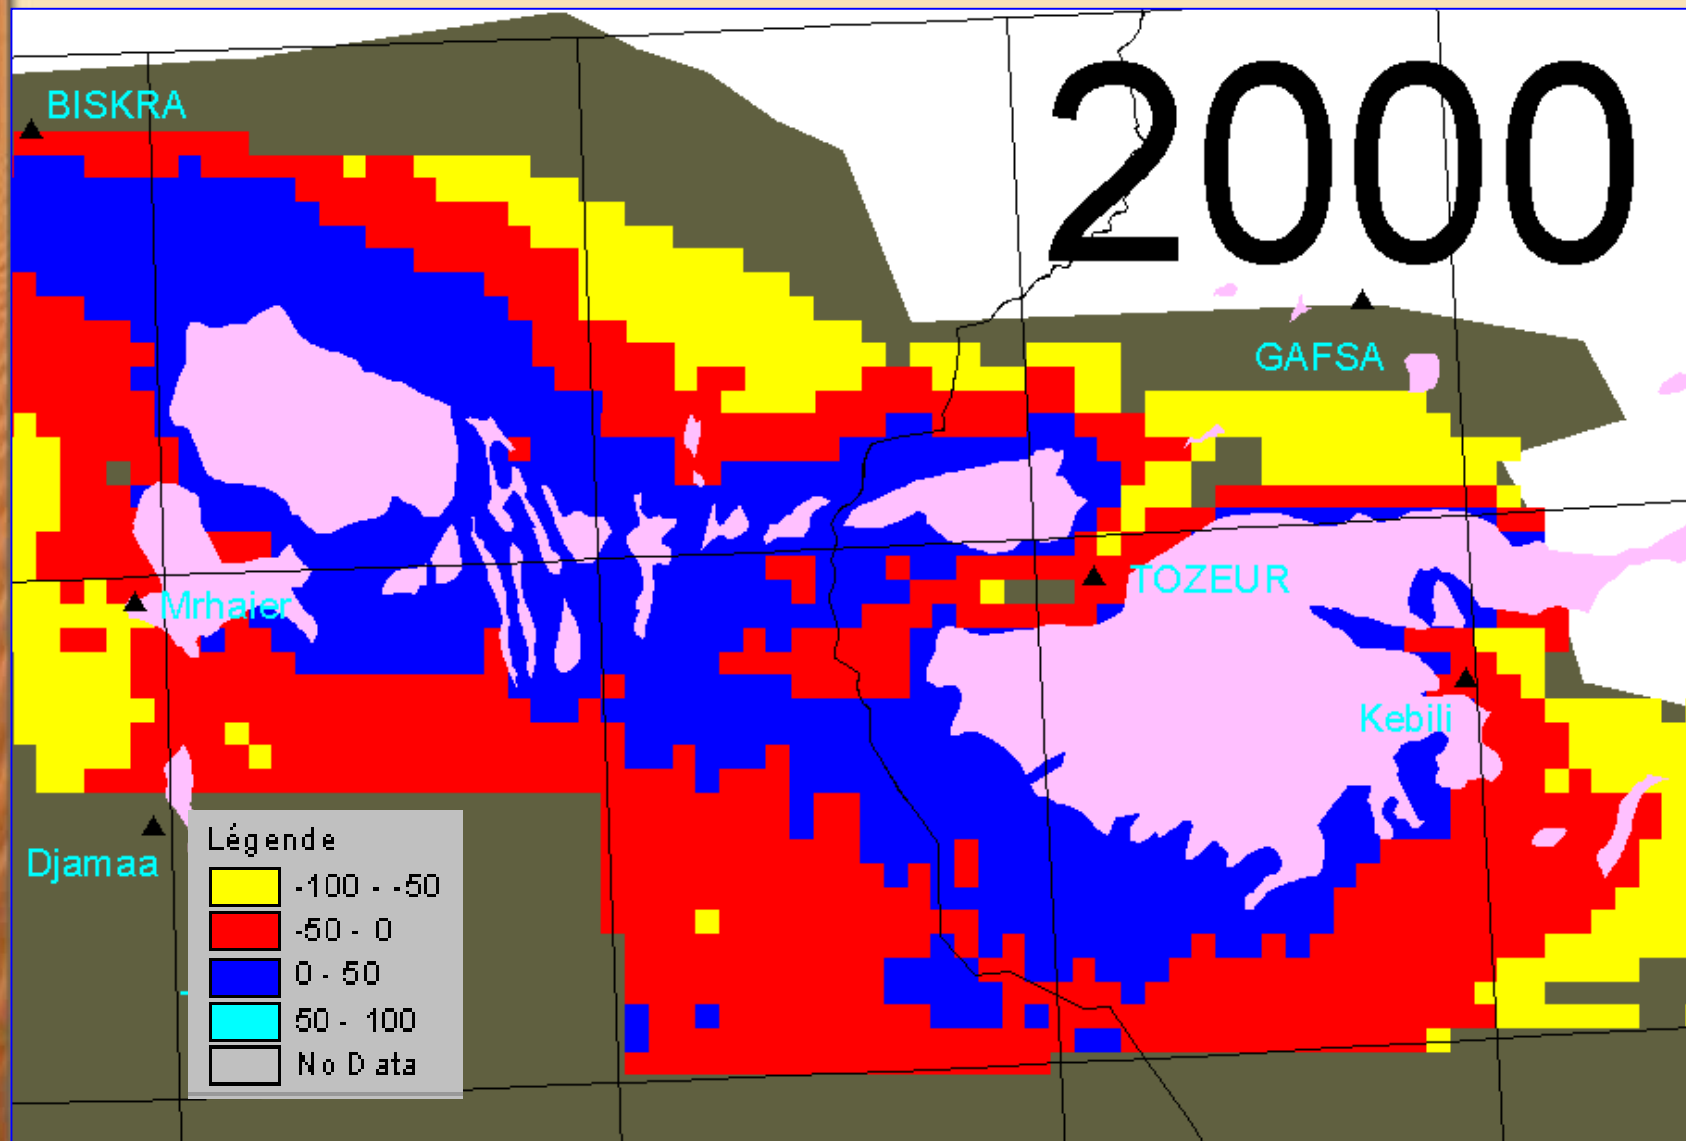 2000
BISKRA
GAFSA
TOZEUR
Mrhaier
Kebili
Djamaa
Légende
-100 - -50
-50 - 0
0 - 50
50 - 100
No Data